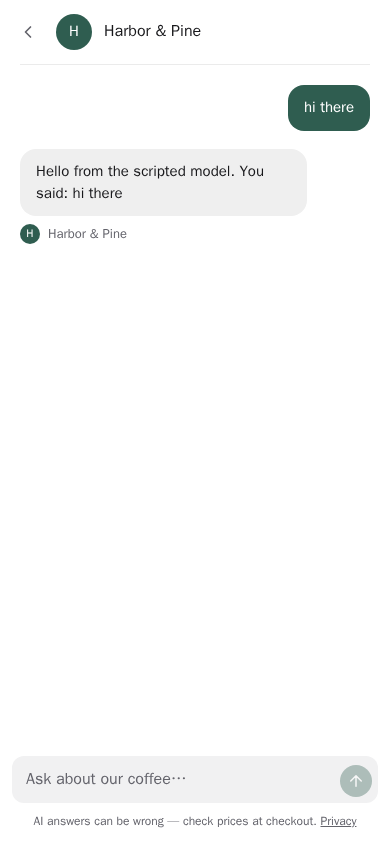 H
Harbor & Pine
hi there
Hello from the scripted model. You
said: hi there
H
Harbor & Pine
Ask about our coffee···
AI answers can be wrong — check prices at checkout. Privacy